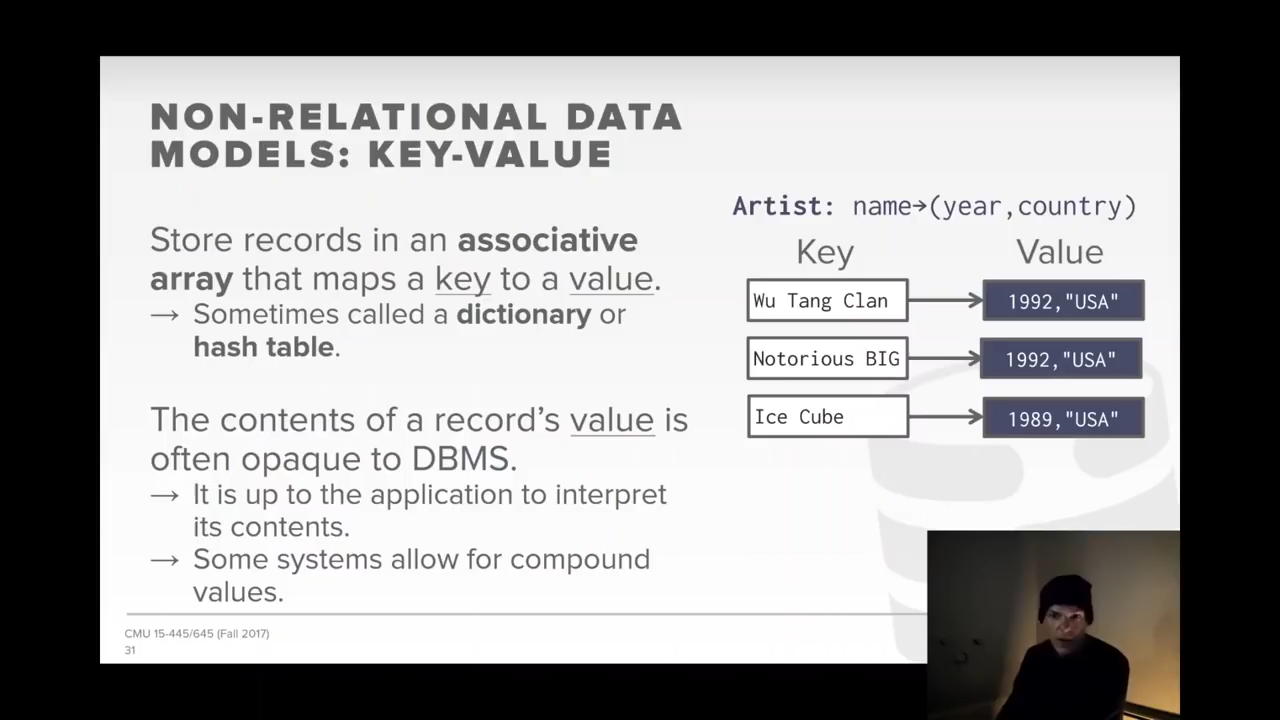 NON-RELATIONAL DATA
MODELS: KEY-VALUE
Store records in an associative
array that maps a key to a value.
→ Sometimes called a dictionary or
hash table.
The contents of a record’s value is
often opaque to DBMS.
→ It is up to the application to interpret
its contents.
→ Some systems allow for compound
values.
Artist: name→(year,country)
Key Value
Wu Tang Clan 1992,"USA"
Notorious BIG 1992,"USA"
Ice Cube 1989,"USA"
CMU 15-445/645 (Fall 2017)
31